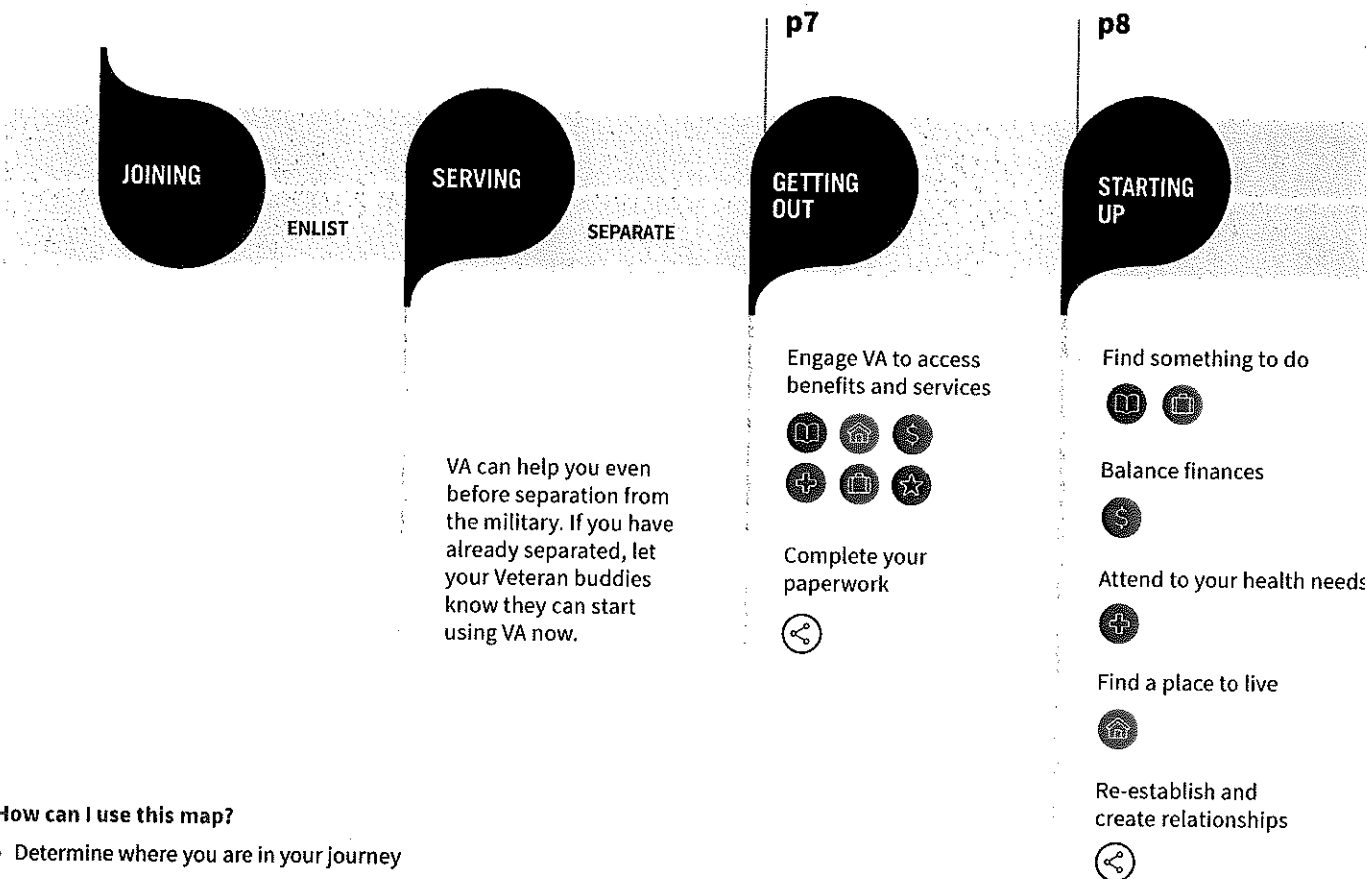 p7
p8
JOINING
ENLIST
SERVING
SEPARATE
GETTING
OUT
STARTING
UP
VA can help you even
before separation from
the military. If you have
already separated, let
your Veteran buddies
know they can start
using VA now.
Engage VA to access
benefits and services
Complete your
paperwork
Find something to do
Balance finances
Attend to your health needs
Find a place to live
Re-establish and
create relationships
How can I use this map?
Determine where you are in your journey